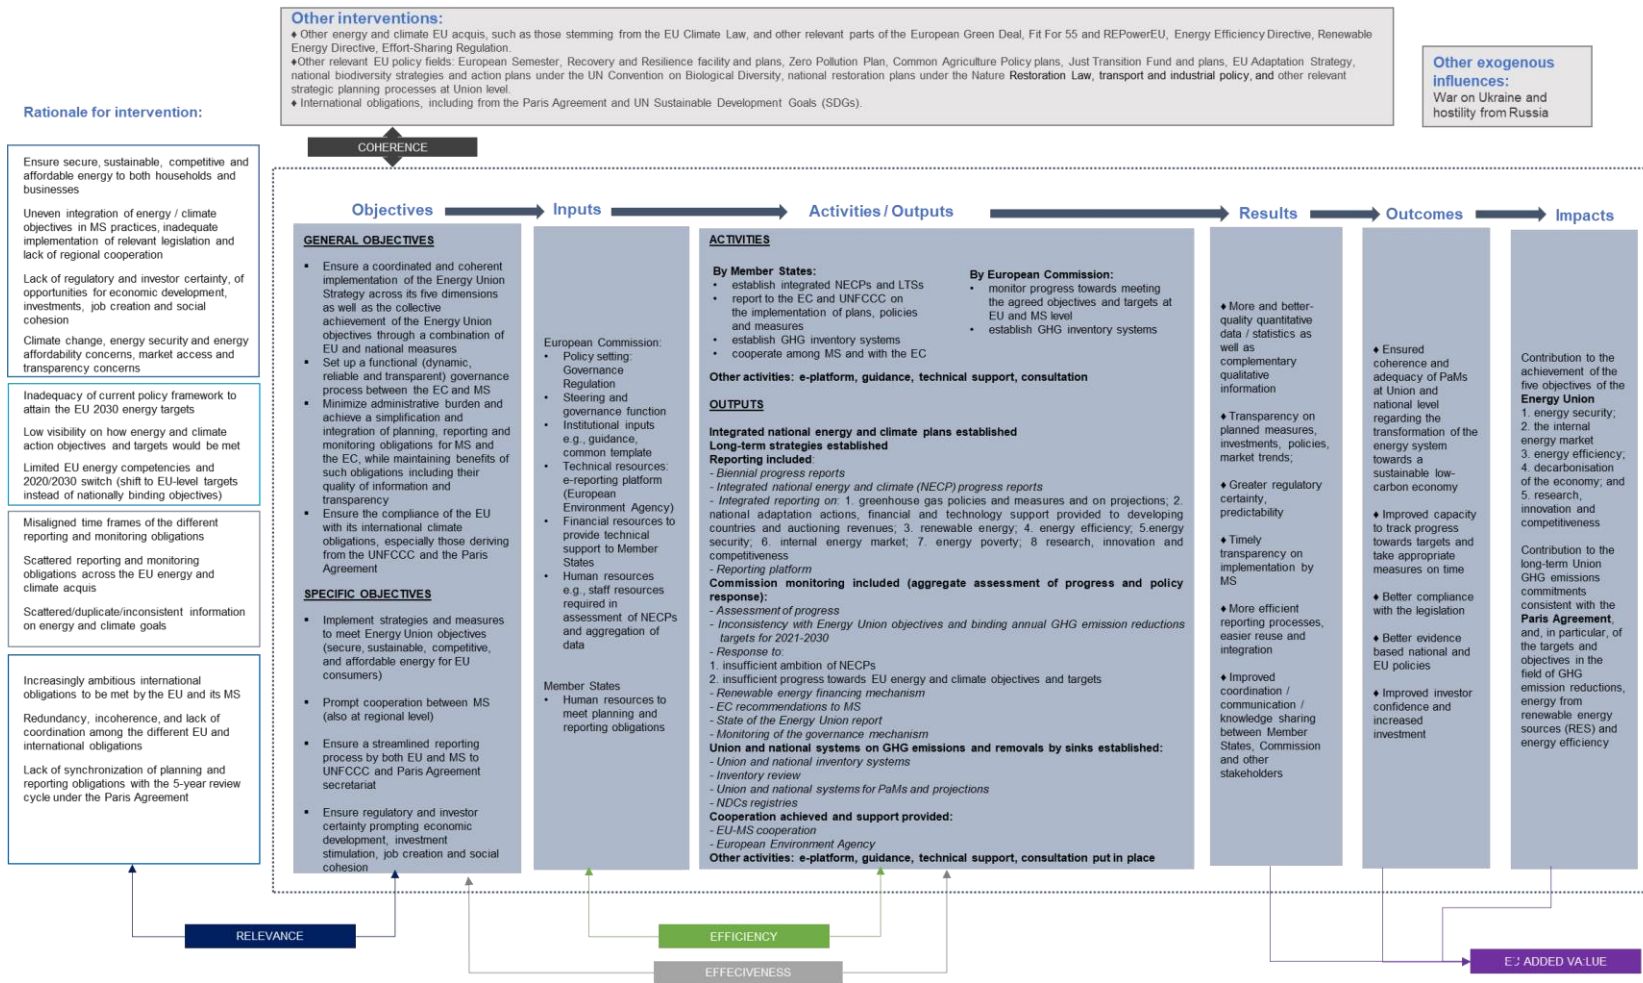 Other interventions:
♦ Other energy and climate EU acquis, such as those stemming from the EU Climate Law, and other relevant parts of the European Green Deal, Fit For 55 and REPowerEU, Energy Efficiency Directive, Renewable
Energy Directive, Effort-Sharing Regulation.
♦Other relevant EU policy fields: European Semester, Recovery and Resilience facility and plans, Zero Pollution Plan, Common Agriculture Policy plans, Just Transition Fund and plans, EU Adaptation Strategy,
national biodiversity strategies and action plans under the UN Convention on Biological Diversity, national restoration plans under the Nature Restoration Law, transport and industrial policy, and other relevant
strategic planning processes at Union level.
♦ International obligations, including from the Paris Agreement and UN Sustainable Development Goals (SDGs).
Other exogenous
influences:
War on Ukraine and
hostility from Russia
COHERENCE
Rationale for intervention:
Ensure secure, sustainable, competitive and
affordable energy to both households and
businesses
Uneven integration of energy / climate
objectives in MS practices, inadequate
implementation of relevant legislation and
lack of regional cooperation
Lack of regulatory and investor certainty, of
opportunities for economic development,
investments, job creation and social
cohesion
Climate change, energy security and energy
affordability concerns, market access and
transparency concerns
Inadequacy of current policy framework to
attain the EU 2030 energy targets
Low visibility on how energy and climate
action objectives and targets would be met
Limited EU energy competencies and
2020/2030 switch (shift to EU-level targets
instead of nationally binding objectives)
Misaligned time frames of the different
reporting and monitoring obligations
Scattered reporting and monitoring
obligations across the EU energy and
climate acquis
Scattered/duplicate/inconsistent information
on energy and climate goals
Increasingly ambitious international
obligations to be met by the EU and its MS
Redundancy, incoherence, and lack of
coordination among the different EU and
international obligations
Lack of synchronization of planning and
reporting obligations with the 5-year review
cycle under the Paris Agreement
Objectives
GENERAL OBJECTIVES
▪ Ensure a coordinated and coherent
implementation of the Energy Union
Strategy across its five dimensions
as well as the collective
achievement of the Energy Union
objectives through a combination of
EU and national measures
▪ Set up a functional (dynamic,
reliable and transparent) governance
process between the EC and MS
▪ Minimize administrative burden and
achieve a simplification and
integration of planning, reporting and
monitoring obligations for MS and
the EC, while maintaining benefits of
such obligations including their
quality of information and
transparency
▪ Ensure the compliance of the EU
with its international climate
obligations, especially those deriving
from the UNFCCC and the Paris
Agreement
SPECIFIC OBJECTIVES
▪ Implement strategies and measures
to meet Energy Union objectives
(secure, sustainable, competitive,
and affordable energy for EU
consumers)
▪ Prompt cooperation between MS
(also at regional level)
▪ Ensure a streamlined reporting
process by both EU and MS to
UNFCCC and Paris Agreement
secretariat
▪ Ensure regulatory and investor
certainty prompting economic
development, investment
stimulation, job creation and social
cohesion
Inputs
European Commission:
• Policy setting:
Governance
Regulation
• Steering and
governance function
• Institutional inputs
e.g., guidance,
common template
• Technical resources:
e-reporting platform
(European
Environment Agency)
• Financial resources to
provide technical
support to Member
States
• Human resources
e.g., staff resources
required in
assessment of NECPs
and aggregation of
data
Member States
• Human resources to
meet planning and
reporting obligations
Activities / Outputs
ACTIVITIES
By Member States:
• establish integrated NECPs and LTSs
• report to the EC and UNFCCC on
the implementation of plans, policies
and measures
• establish GHG inventory systems
• cooperate among MS and with the EC
By European Commission:
• monitor progress towards meeting
the agreed objectives and targets at
EU and MS level
• establish GHG inventory systems
Other activities: e-platform, guidance, technical support, consultation
OUTPUTS
Integrated national energy and climate plans established
Long-term strategies established
Reporting included:
- Biennial progress reports
- Integrated national energy and climate (NECP) progress reports
- Integrated reporting on: 1. greenhouse gas policies and measures and on projections; 2.
national adaptation actions, financial and technology support provided to developing
countries and auctioning revenues; 3. renewable energy; 4. energy efficiency; 5.energy
security; 6. internal energy market; 7. energy poverty; 8 research, innovation and
competitiveness
- Reporting platform
Commission monitoring included (aggregate assessment of progress and policy
response):
- Assessment of progress
- Inconsistency with Energy Union objectives and binding annual GHG emission reductions
targets for 2021-2030
- Response to:
1. insufficient ambition of NECPs
2. insufficient progress towards EU energy and climate objectives and targets
- Renewable energy financing mechanism
- EC recommendations to MS
- State of the Energy Union report
- Monitoring of the governance mechanism
Union and national systems on GHG emissions and removals by sinks established:
- Union and national inventory systems
- Inventory review
- Union and national systems for PaMs and projections
- NDCs registries
Cooperation achieved and support provided:
- EU-MS cooperation
- European Environment Agency
Other activities: e-platform, guidance, technical support, consultation put in place
Results
♦ More and better-
quality quantitative
data / statistics as
well as
complementary
qualitative
information
♦ Transparency on
planned measures,
investments, policies,
market trends;
♦ Greater regulatory
certainty,
predictability
♦ Timely
transparency on
implementation by
MS
♦ More efficient
reporting processes,
easier reuse and
integration
♦ Improved
coordination /
communication /
knowledge sharing
between Member
States, Commission
and other
stakeholders
Outcomes
♦ Ensured
coherence and
adequacy of PaMs
at Union and
national level
regarding the
transformation of the
energy system
towards a
sustainable low-
carbon economy
♦ Improved capacity
to track progress
towards targets and
take appropriate
measures on time
♦ Better compliance
with the legislation
♦ Better evidence
based national and
EU policies
♦ Improved investor
confidence and
increased
investment
Impacts
Contribution to the
achievement of the
five objectives of the
Energy Union
1. energy security;
2. the internal
energy market
3. energy efficiency;
4. decarbonisation
of the economy; and
5. research,
innovation and
competitiveness
Contribution to the
long-term Union
GHG emissions
commitments
consistent with the
Paris Agreement,
and, in particular, of
the targets and
objectives in the
field of GHG
emission reductions,
energy from
renewable energy
sources (RES) and
energy efficiency
RELEVANCE
EFFICIENCY
EFFECIVENESS
ADDED VALUE